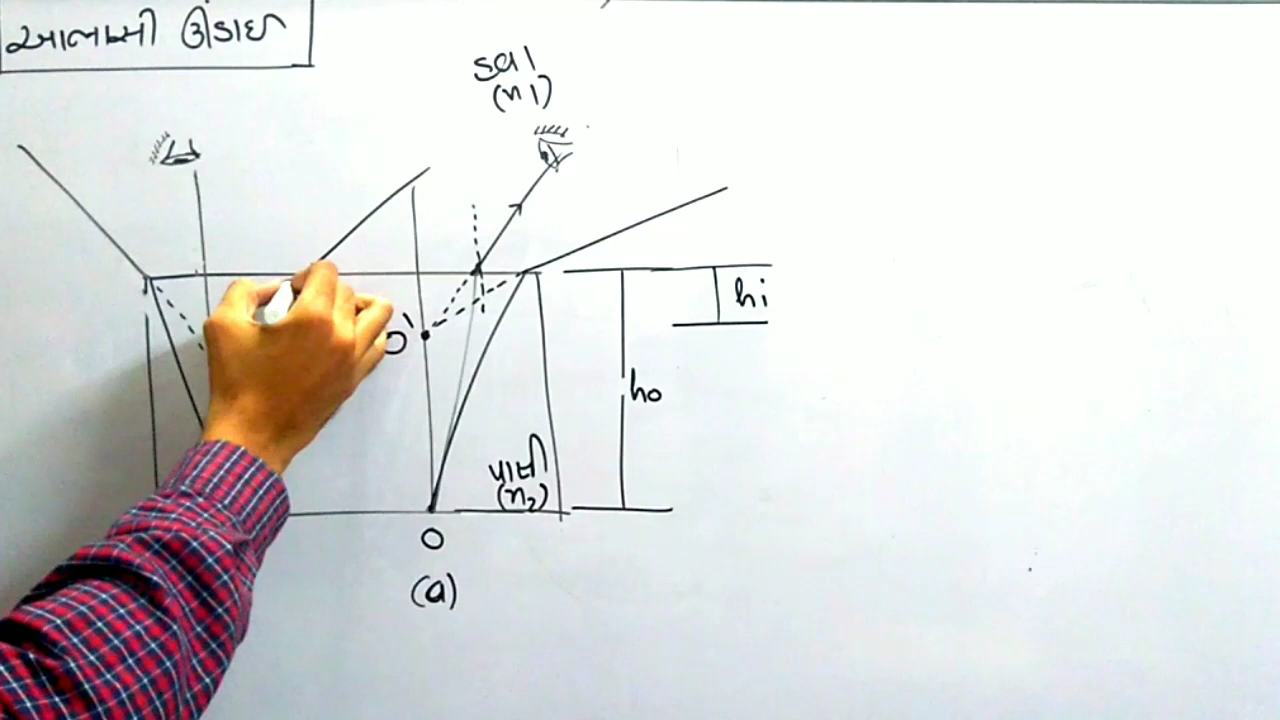 આભાસી ઊંડાઈ
હવા
(n1)
hi
O'
ho
પાણી
(n2)
O
(a)